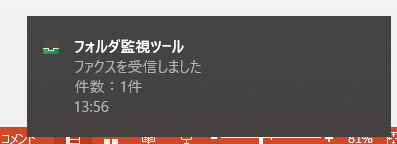 フォルダ監視ツール
ファクスを受信しました
件数：1件
13:56
コメント
81%